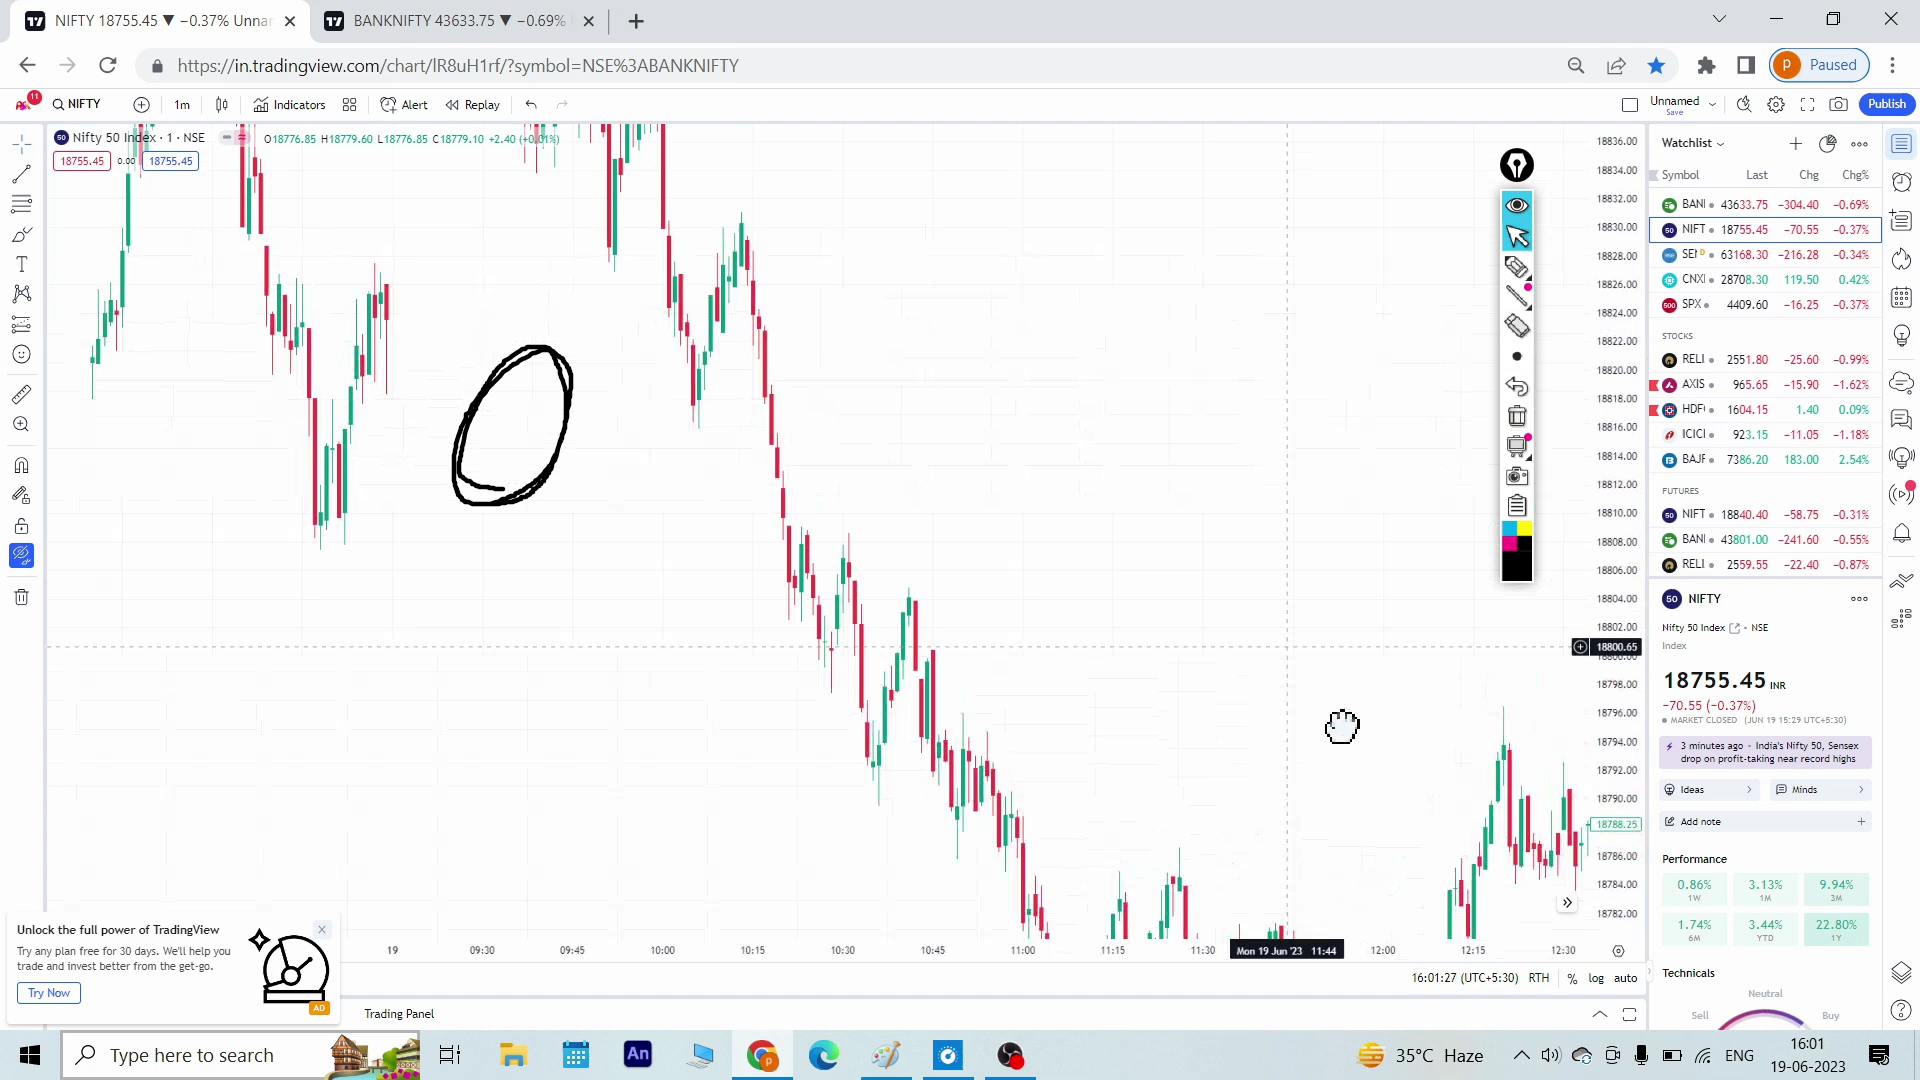 NIFTY 18755.45 ▼ −0.37% Unnar
BANKNIFTY 43633.75 ▼ −0.69%
https://in.tradingview.com/chart/lR8uH1rf/?symbol=NSE%3ABANKNIFTY
P Paused
11
NIFTY
1m
Indicators
Alert
Replay
Unnamed
Save
Publish
50 Nifty 50 Index · 1 · NSE
O18776.85 H18779.60 L18776.85 C18779.10 +2.40 (+0.01%)
18755.45 0.00 18755.45
18836.00
18834.00
18832.00
18830.00
18828.00
18826.00
18824.00
18822.00
18820.00
18818.00
18816.00
18814.00
18812.00
18810.00
18808.00
18806.00
18804.00
18802.00
18800.65
18800.00
18798.00
18796.00
18794.00
18792.00
18790.00
18788.25
18786.00
18784.00
18782.00
Watchlist
Symbol Last Chg Chg%
BANI 43633.75 −304.40 −0.69%
50 NIFT 18755.45 −70.55 −0.37%
SEI D 63168.30 −216.28 −0.34%
CNXI 28708.30 119.50 0.42%
500 SPX 4409.60 −16.25 −0.37%
STOCKS
RELI 2551.80 −25.60 −0.99%
AXIS 965.65 −15.90 −1.62%
HDF 1604.15 1.40 0.09%
ICICI 923.15 −11.05 −1.18%
BAJF 7386.20 183.00 2.54%
FUTURES
50 NIFT 18840.40 −58.75 −0.31%
BANI 43801.00 −241.60 −0.55%
RELI 2559.55 −22.40 −0.87%
50 NIFTY
Nifty 50 Index · NSE
Index
18755.45 INR
−70.55 (−0.37%)
MARKET CLOSED (JUN 19 15:29 UTC+5:30)
3 minutes ago · India's Nifty 50, Sensex
drop on profit-taking near record highs
Ideas
Minds
Add note
Performance
0.86% 3.13% 9.94%
1W 1M 3M
1.74% 3.44% 22.80%
6M YTD 1Y
Technicals
Neutral
Sell Buy
Unlock the full power of TradingView
Try any plan free for 30 days. We'll help you
trade and invest better from the get-go.
Try Now
AD
19 09:30 09:45 10:00 10:15 10:30 10:45 11:00 11:15 11:30 Mon 19 Jun '23 11:44 12:00 12:15 12:30
16:01:27 (UTC+5:30) RTH % log auto
Trading Panel
Type here to search
An
35°C Haze
ENG
16:01
19-06-2023